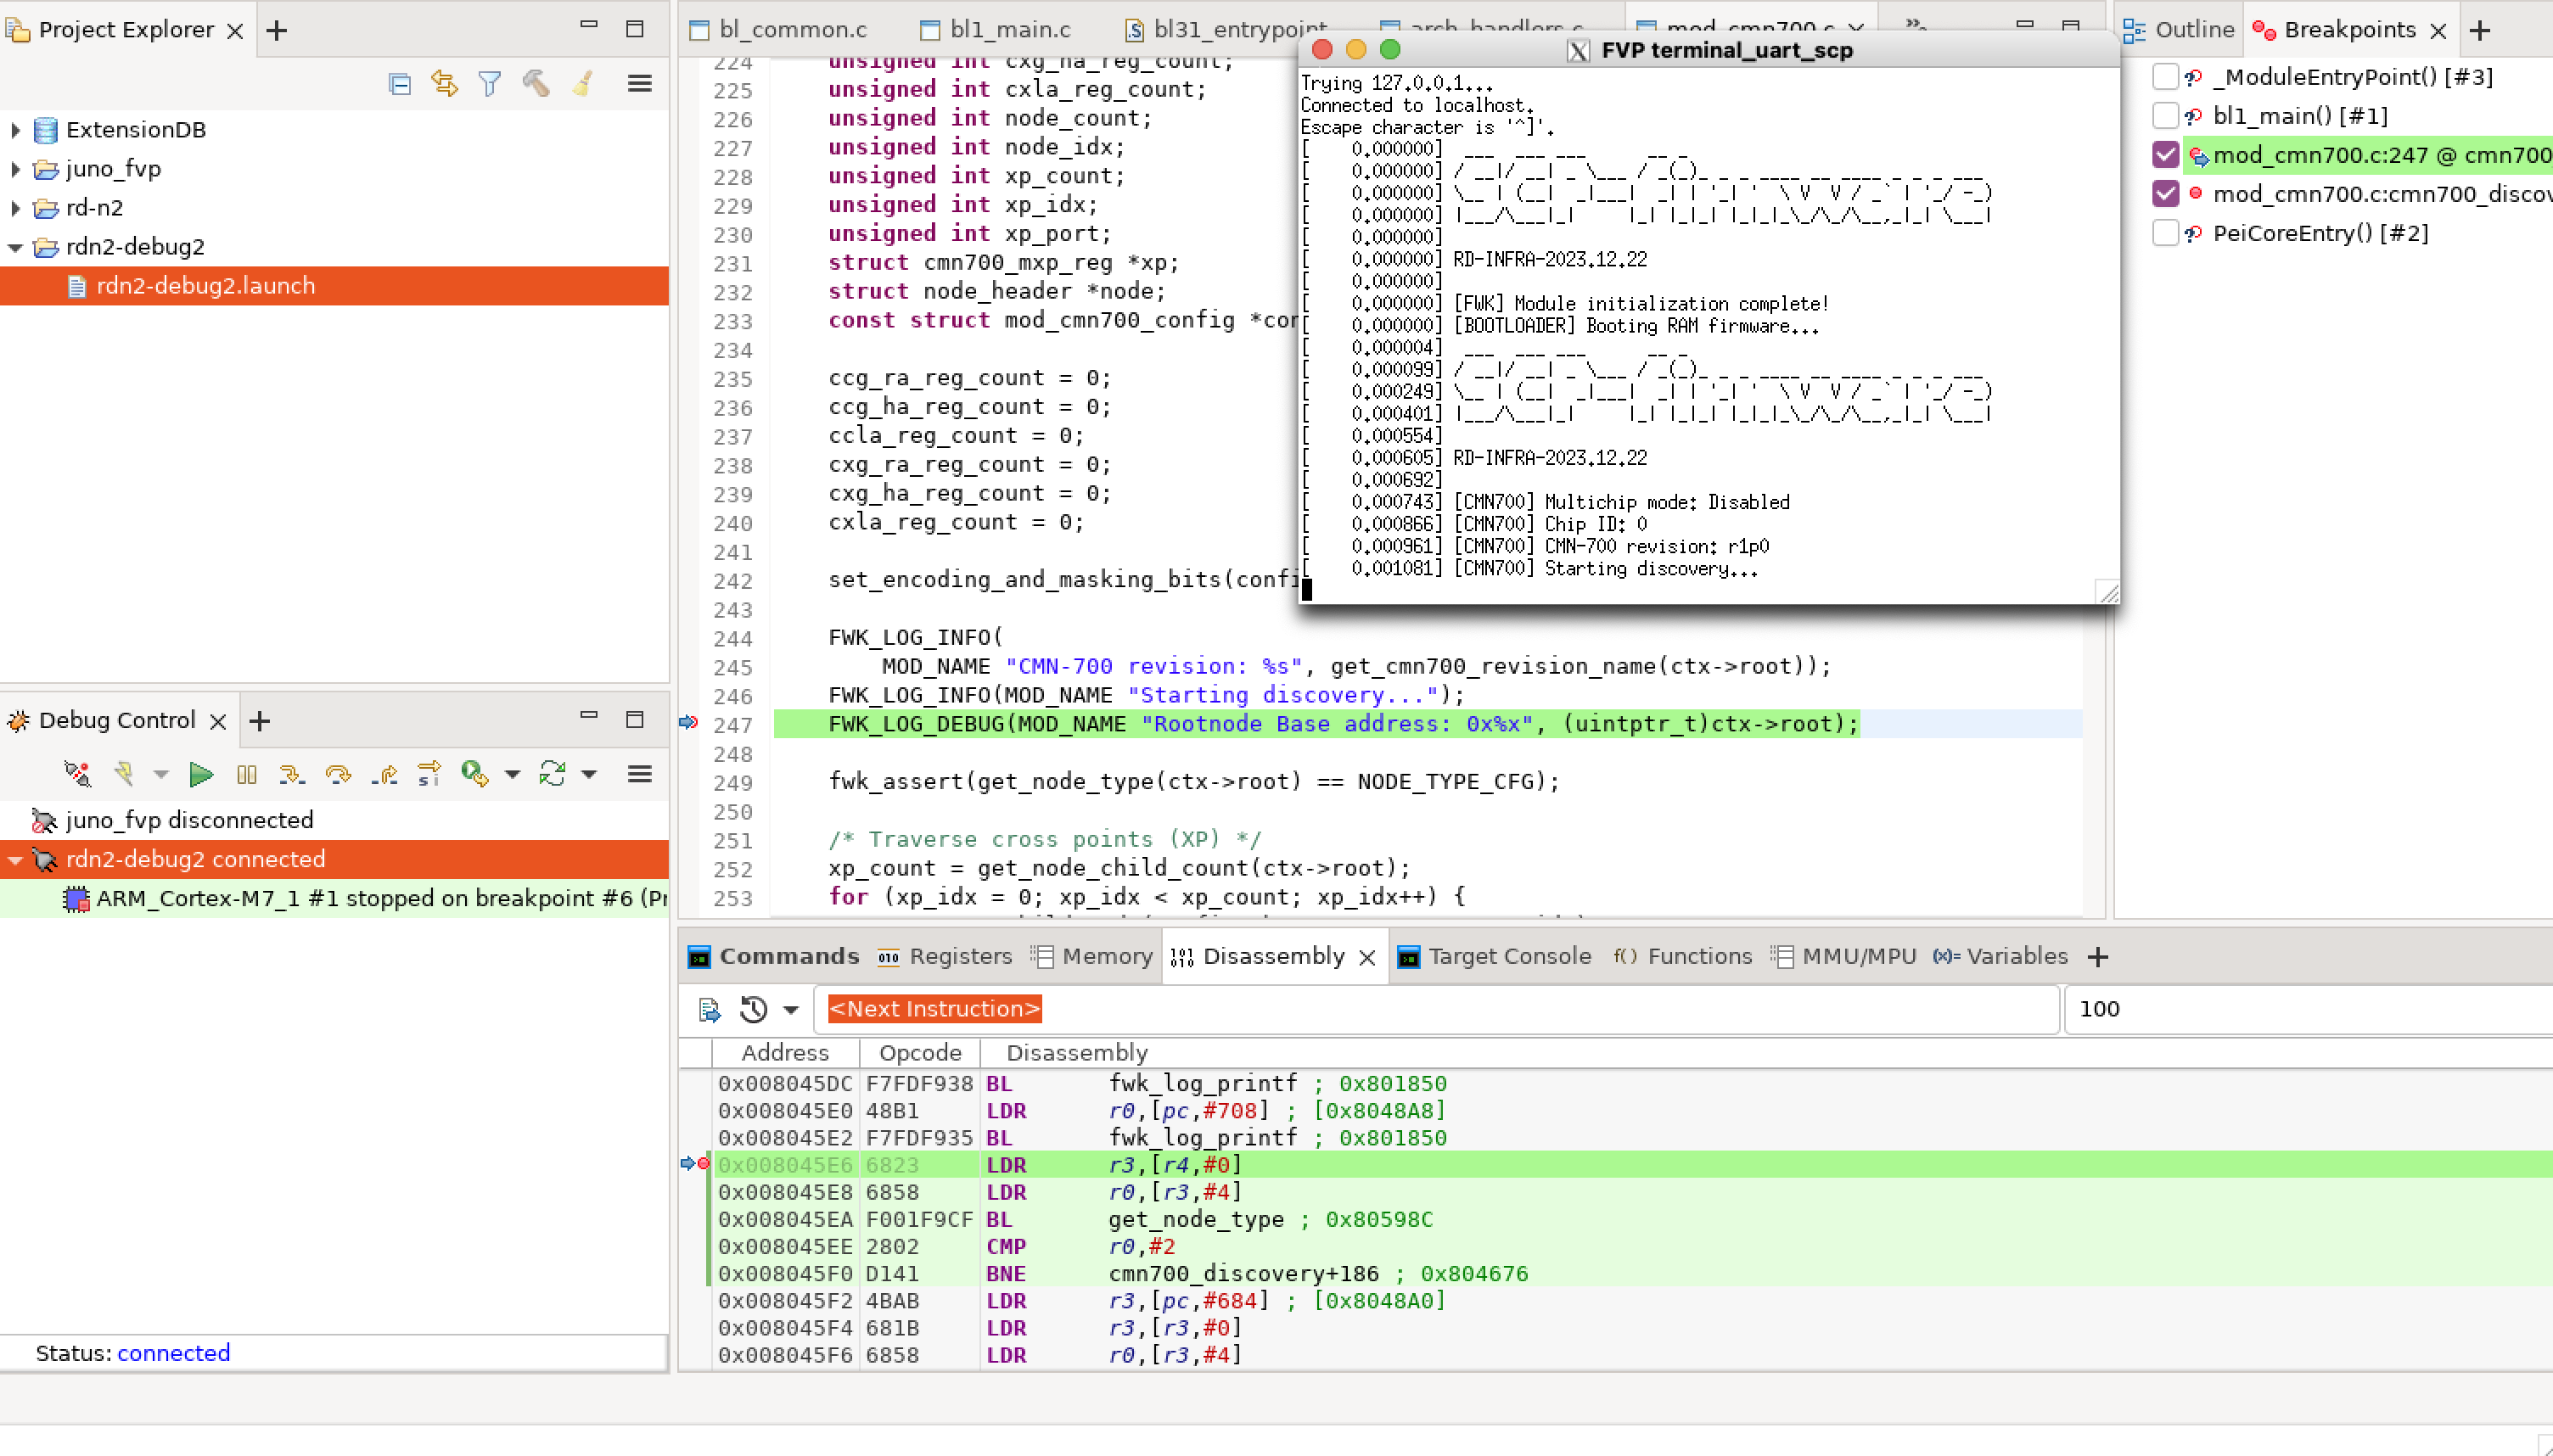 Project Explorer
ExtensionDB
juno_fvp
rd-n2
rdn2-debug2
rdn2-debug2.launch
Debug Control
juno_fvp disconnected
rdn2-debug2 connected
ARM_Cortex-M7_1 #1 stopped on breakpoint #6 (Pr
Status: connected
bl_common.c
bl1_main.c
bl31_entrypoint
arch_handlers.c
mod_cmn700.c
224 unsigned int cxg_ha_reg_count;
225 unsigned int cxla_reg_count;
226 unsigned int node_count;
227 unsigned int node_idx;
228 unsigned int xp_count;
229 unsigned int xp_idx;
230 unsigned int xp_port;
231 struct cmn700_mxp_reg *xp;
232 struct node_header *node;
233 const struct mod_cmn700_config *cor
234
235 ccg_ra_reg_count = 0;
236 ccg_ha_reg_count = 0;
237 ccla_reg_count = 0;
238 cxg_ra_reg_count = 0;
239 cxg_ha_reg_count = 0;
240 cxla_reg_count = 0;
241
242 set_encoding_and_masking_bits(confi
243
244 FWK_LOG_INFO(
245 MOD_NAME "CMN-700 revision: %s", get_cmn700_revision_name(ctx->root));
246 FWK_LOG_INFO(MOD_NAME "Starting discovery...");
247 FWK_LOG_DEBUG(MOD_NAME "Rootnode Base address: 0x%x", (uintptr_t)ctx->root);
248
249 fwk_assert(get_node_type(ctx->root) == NODE_TYPE_CFG);
250
251 /* Traverse cross points (XP) */
252 xp_count = get_node_child_count(ctx->root);
253 for (xp_idx = 0; xp_idx < xp_count; xp_idx++) {
FVP terminal_uart_scp
Trying 127.0.0.1...
Connected to localhost.
Escape character is '^]'.
[ 0.000000]
[ 0.000000]
[ 0.000000] SCP-firmware
[ 0.000000]
[ 0.000000]
[ 0.000000] RD-INFRA-2023.12.22
[ 0.000000]
[ 0.000000] [FWK] Module initialization complete!
[ 0.000000] [BOOTLOADER] Booting RAM firmware...
[ 0.000004]
[ 0.000099]
[ 0.000249] SCP-firmware
[ 0.000401]
[ 0.000554]
[ 0.000605] RD-INFRA-2023.12.22
[ 0.000692]
[ 0.000743] [CMN700] Multichip mode: Disabled
[ 0.000866] [CMN700] Chip ID: 0
[ 0.000961] [CMN700] CMN-700 revision: r1p0
[ 0.001081] [CMN700] Starting discovery...
Outline
Breakpoints
_ModuleEntryPoint() [#3]
bl1_main() [#1]
mod_cmn700.c:247 @ cmn700
mod_cmn700.c:cmn700_discov
PeiCoreEntry() [#2]
Commands Registers Memory Disassembly Target Console Functions MMU/MPU Variables
<Next Instruction> 100
Address Opcode Disassembly
0x008045DC F7FDF938 BL fwk_log_printf ; 0x801850
0x008045E0 48B1 LDR r0,[pc,#708] ; [0x8048A8]
0x008045E2 F7FDF935 BL fwk_log_printf ; 0x801850
0x008045E6 6823 LDR r3,[r4,#0]
0x008045E8 6858 LDR r0,[r3,#4]
0x008045EA F001F9CF BL get_node_type ; 0x80598C
0x008045EE 2802 CMP r0,#2
0x008045F0 D141 BNE cmn700_discovery+186 ; 0x804676
0x008045F2 4BAB LDR r3,[pc,#684] ; [0x8048A0]
0x008045F4 681B LDR r3,[r3,#0]
0x008045F6 6858 LDR r0,[r3,#4]